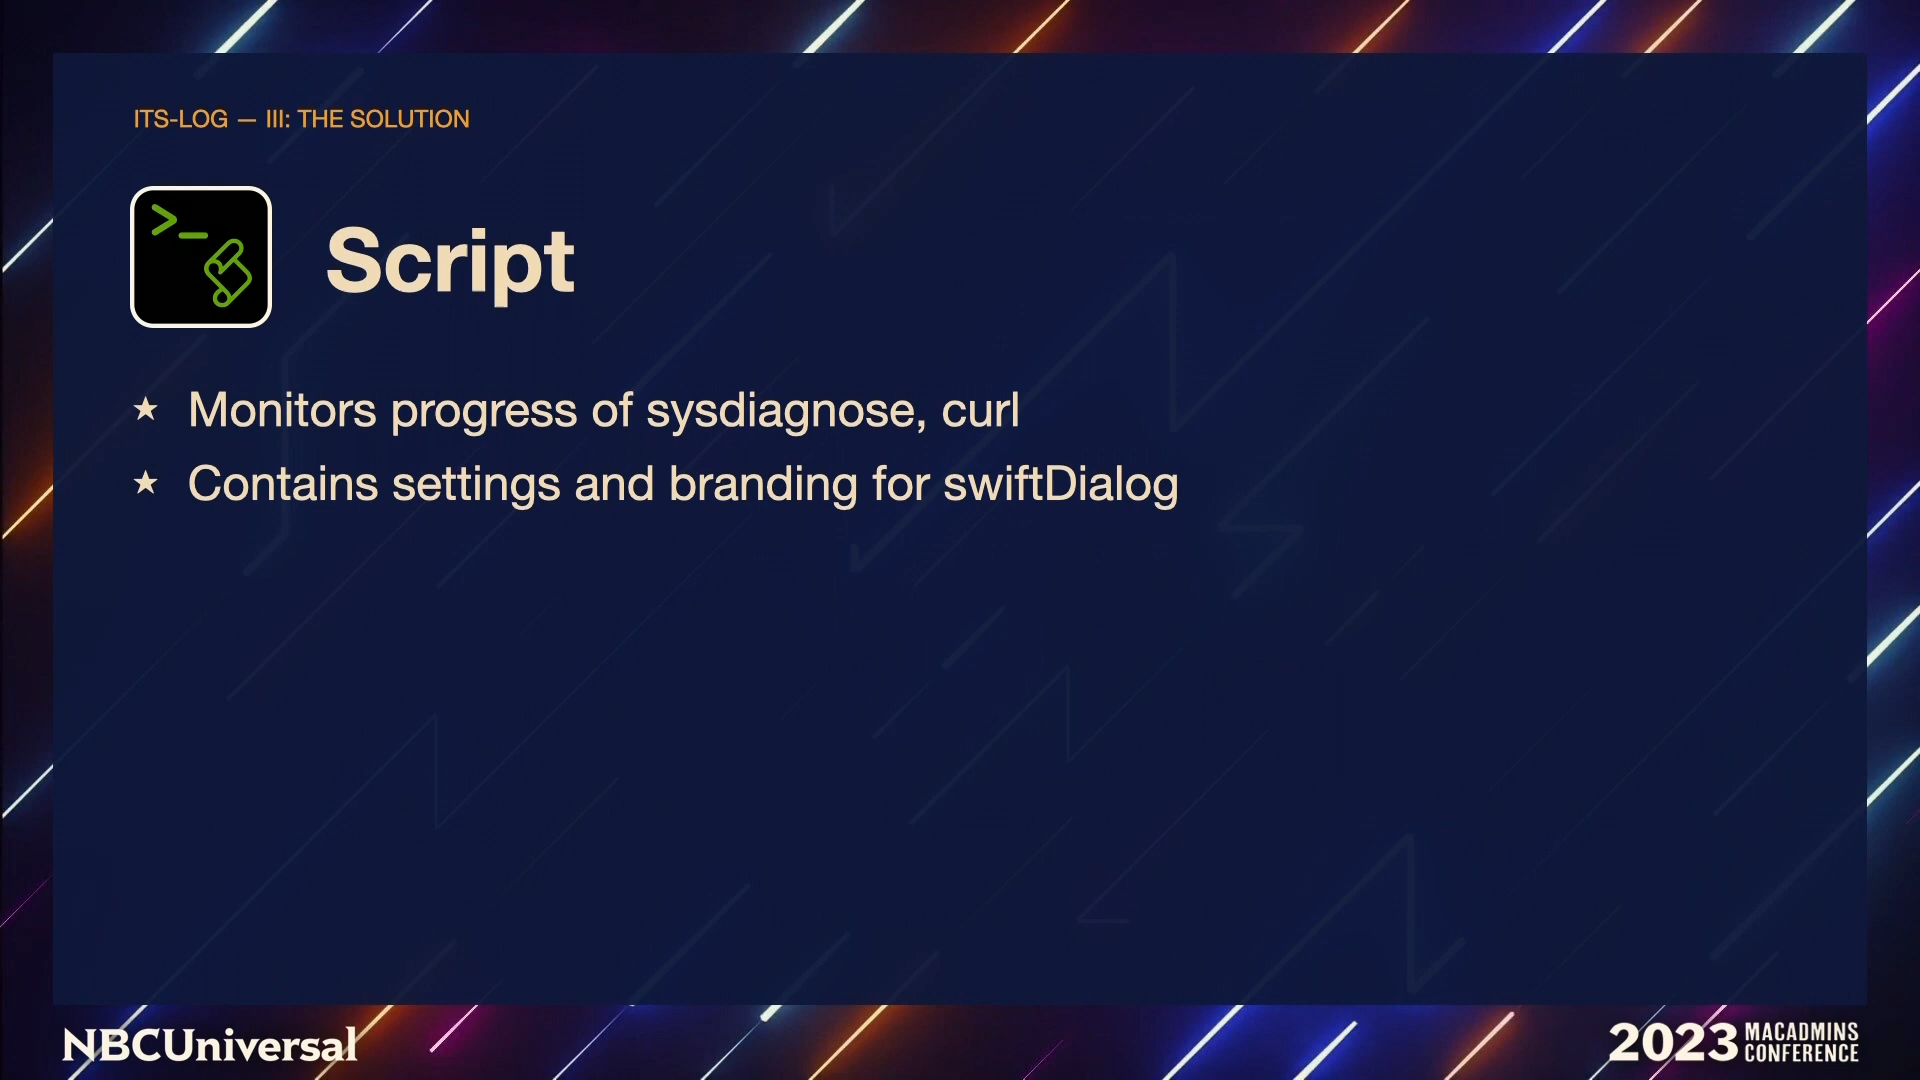 ITS-LOG — III: THE SOLUTION
>_
Script
★ Monitors progress of sysdiagnose, curl
★ Contains settings and branding for swiftDialog
NBCUniversal
2023 MACADMINS
CONFERENCE